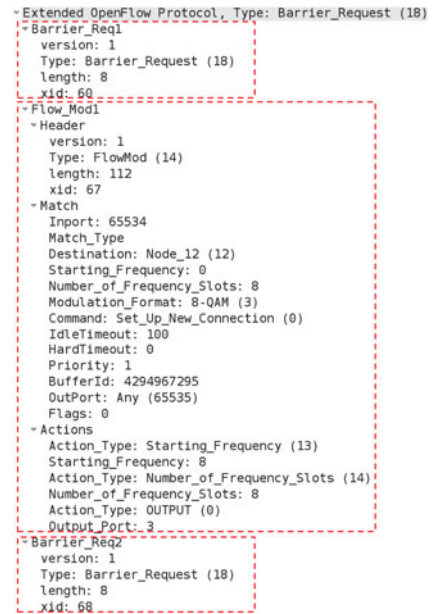 Extended OpenFlow Protocol, Type: Barrier_Request (18)
Barrier_Req1
version: 1
Type: Barrier_Request (18)
length: 8
xid: 60
Flow_Mod1
Header
version: 1
Type: FlowMod (14)
length: 112
xid: 67
Match
Inport: 65534
Match_Type
Destination: Node_12 (12)
Starting_Frequency: 0
Number_of_Frequency_Slots: 8
Modulation_Format: 8-QAM (3)
Command: Set_Up_New_Connection (0)
IdleTimeout: 100
HardTimeout: 0
Priority: 1
BufferId: 4294967295
OutPort: Any (65535)
Flags: 0
Actions
Action_Type: Starting_Frequency (13)
Starting_Frequency: 8
Action_Type: Number_of_Frequency_Slots (14)
Number_of_Frequency_Slots: 8
Action_Type: OUTPUT (0)
Output_Port: 3
Barrier_Req2
version: 1
Type: Barrier_Request (18)
length: 8
xid: 68